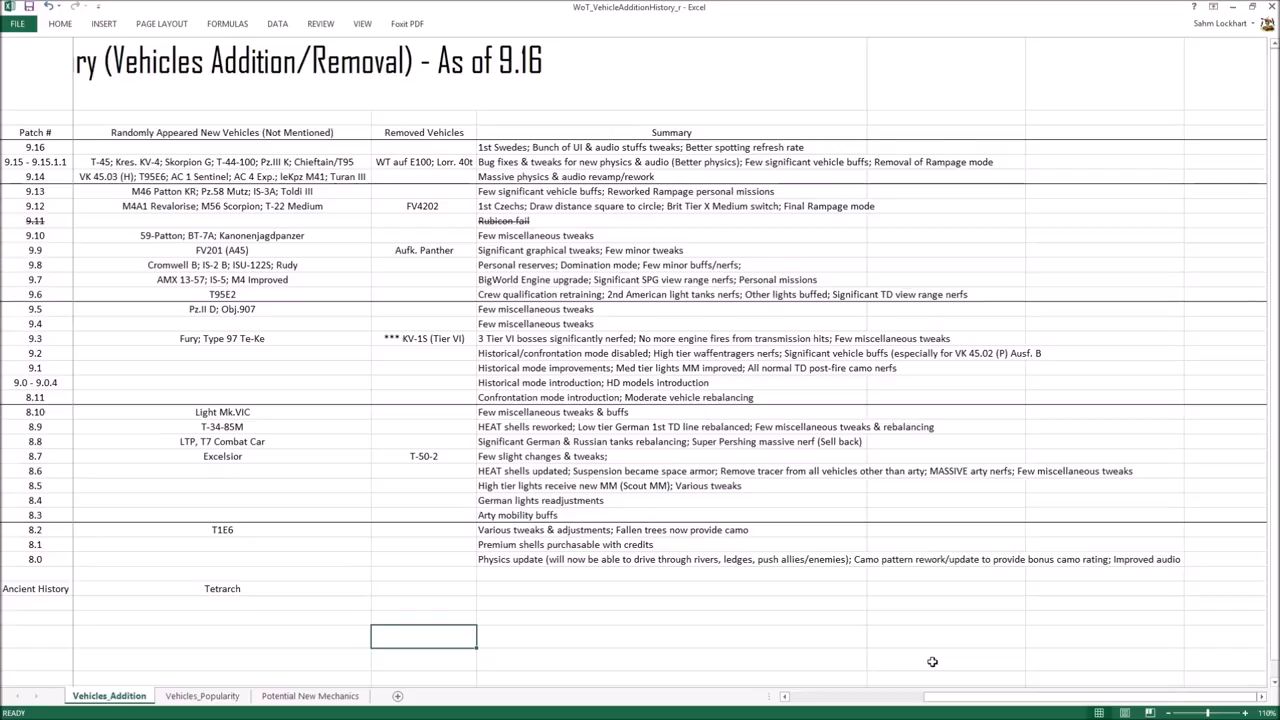 WoT_VehicleAdditionHistory_r - Excel
FILE HOME INSERT PAGE LAYOUT FORMULAS DATA REVIEW VIEW Foxit PDF Sahm Lockhart
ry (Vehicles Addition/Removal) - As of 9.16
Patch # Randomly Appeared New Vehicles (Not Mentioned) Removed Vehicles Summary
9.16 1st Swedes; Bunch of UI & audio stuffs tweaks; Better spotting refresh rate
9.15 - 9.15.1.1 T-45; Kres. KV-4; Skorpion G; T-44-100; Pz.III K; Chieftain/T95 WT auf E100; Lorr. 40t Bug fixes & tweaks for new physics & audio (Better physics); Few significant vehicle buffs; Removal of Rampage mode
9.14 VK 45.03 (H); T95E6; AC 1 Sentinel; AC 4 Exp.; leKpz M41; Turan III Massive physics & audio revamp/rework
9.13 M46 Patton KR; Pz.58 Mutz; IS-3A; Toldi III Few significant vehicle buffs; Reworked Rampage personal missions
9.12 M4A1 Revalorise; M56 Scorpion; T-22 Medium FV4202 1st Czechs; Draw distance square to circle; Brit Tier X Medium switch; Final Rampage mode
9.11 Rubicon fail
9.10 59-Patton; BT-7A; Kanonenjagdpanzer Few miscellaneous tweaks
9.9 FV201 (A45) Aufk. Panther Significant graphical tweaks; Few minor tweaks
9.8 Cromwell B; IS-2 B; ISU-122S; Rudy Personal reserves; Domination mode; Few minor buffs/nerfs;
9.7 AMX 13-57; IS-5; M4 Improved BigWorld Engine upgrade; Significant SPG view range nerfs; Personal missions
9.6 T95E2 Crew qualification retraining; 2nd American light tanks nerfs; Other lights buffed; Significant TD view range nerfs
9.5 Pz.II D; Obj.907 Few miscellaneous tweaks
9.4 Few miscellaneous tweaks
9.3 Fury; Type 97 Te-Ke *** KV-1S (Tier VI) 3 Tier VI bosses significantly nerfed; No more engine fires from transmission hits; Few miscellaneous tweaks
9.2 Historical/confrontation mode disabled; High tier waffentragers nerfs; Significant vehicle buffs (especially for VK 45.02 (P) Ausf. B
9.1 Historical mode improvements; Med tier lights MM improved; All normal TD post-fire camo nerfs
9.0 - 9.0.4 Historical mode introduction; HD models introduction
8.11 Confrontation mode introduction; Moderate vehicle rebalancing
8.10 Light Mk.VIC Few miscellaneous tweaks & buffs
8.9 T-34-85M HEAT shells reworked; Low tier German 1st TD line rebalanced; Few miscellaneous tweaks & rebalancing
8.8 LTP, T7 Combat Car Significant German & Russian tanks rebalancing; Super Pershing massive nerf (Sell back)
8.7 Excelsior T-50-2 Few slight changes & tweaks;
8.6 HEAT shells updated; Suspension became space armor; Remove tracer from all vehicles other than arty; MASSIVE arty nerfs; Few miscellaneous tweaks
8.5 High tier lights receive new MM (Scout MM); Various tweaks
8.4 German lights readjustments
8.3 Arty mobility buffs
8.2 T1E6 Various tweaks & adjustments; Fallen trees now provide camo
8.1 Premium shells purchasable with credits
8.0 Physics update (will now be able to drive through rivers, ledges, push allies/enemies); Camo pattern rework/update to provide bonus camo rating; Improved audio
Ancient History Tetrarch
Vehicles_Addition Vehicles_Popularity Potential New Mechanics
READY 110%